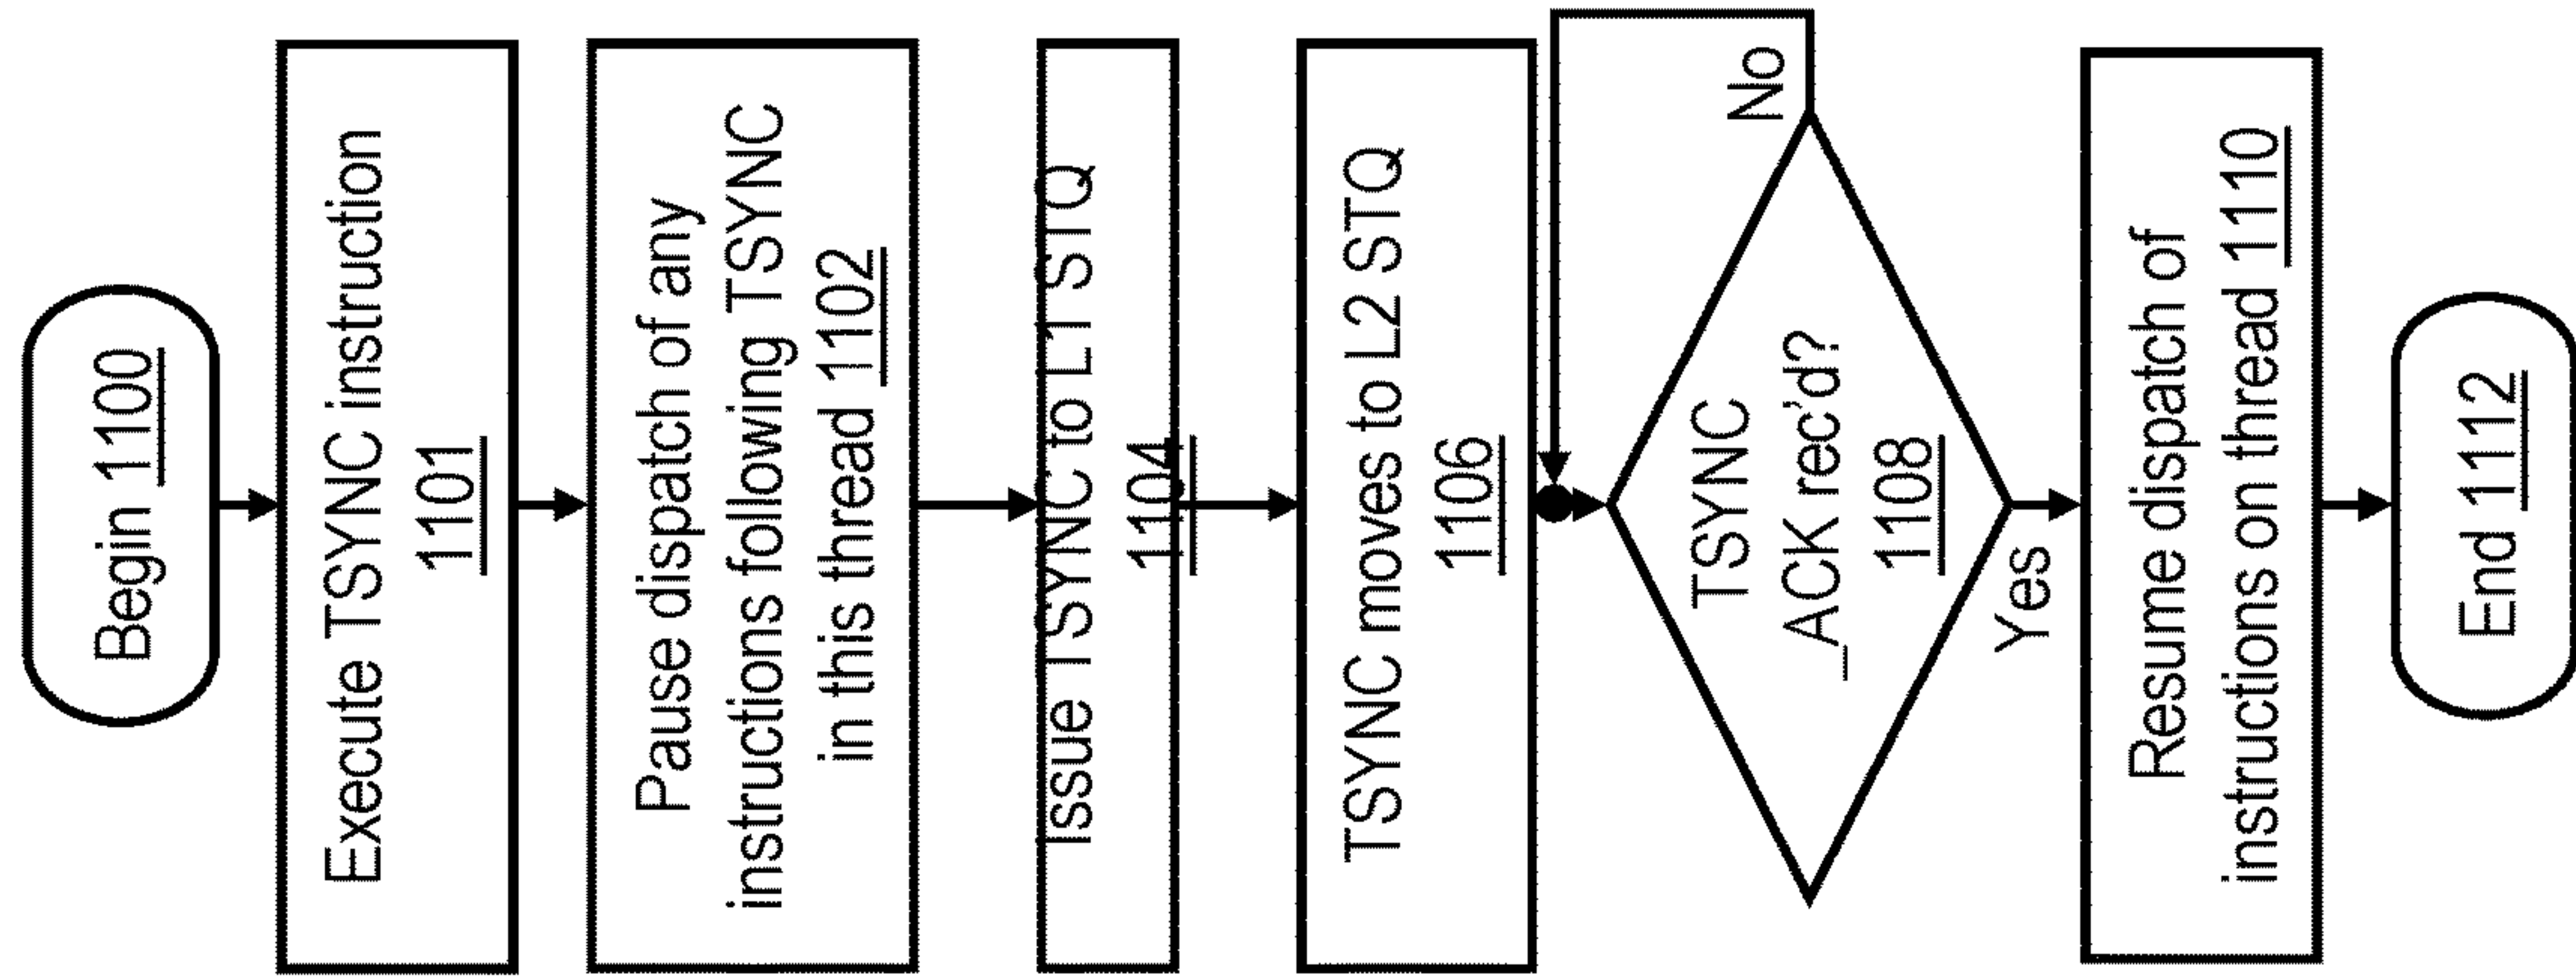 Begin 1100
Execute TSYNC instruction
1101
Pause dispatch of any
instructions following TSYNC
in this thread 1102
Issue TSYNC to L1 STQ
1104
TSYNC moves to L2 STQ
1106
No
TSYNC
_ACK rec'd?
1108
Yes
Resume dispatch of
instructions on thread 1110
End 1112